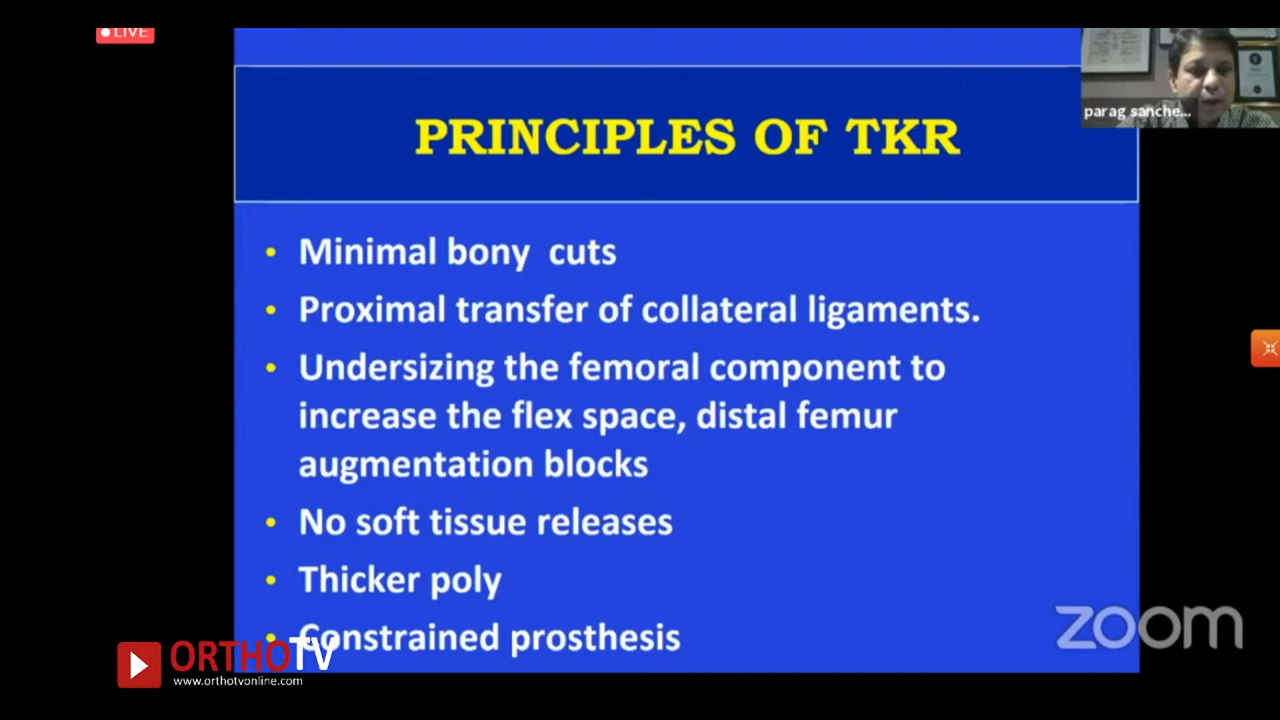 LIVE
parag sanche...
PRINCIPLES OF TKR
• Minimal bony cuts
• Proximal transfer of collateral ligaments.
• Undersizing the femoral component to
increase the flex space, distal femur
augmentation blocks
• No soft tissue releases
• Thicker poly
• Constrained prosthesis
ORTHOTV
www.orthotvonline.com
zoom